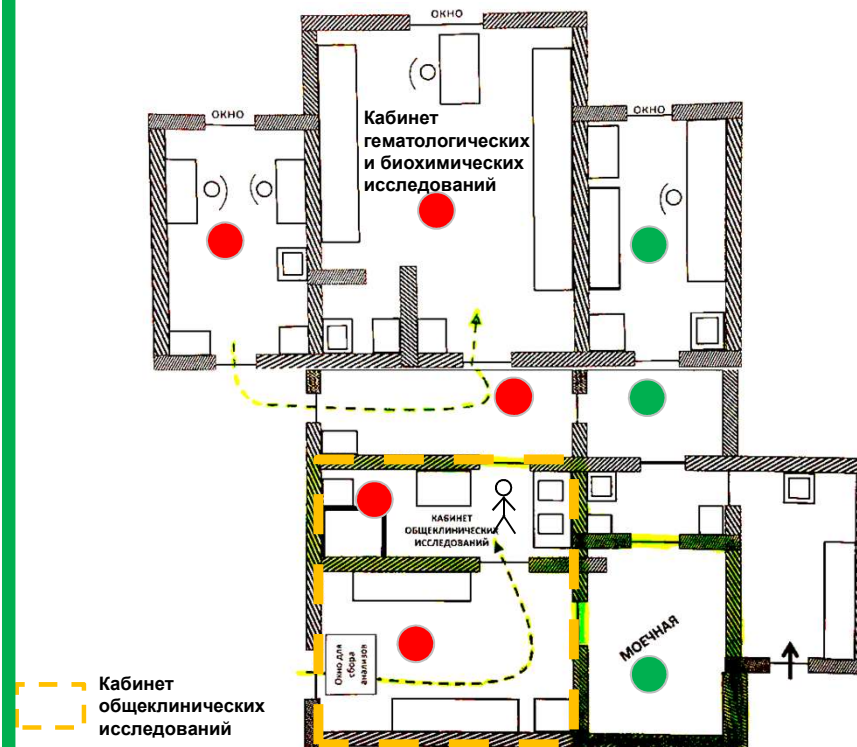 ОКНО
ОКНО
ОКНО
Кабинет
гематологических
и биохимических
исследований
КАБИНЕТ
ОБЩЕКЛИНИЧЕСКИХ
ИССЛЕДОВАНИЙ
МОЕЧНАЯ
Окно для
сбора
анализов
Кабинет
общеклинических
исследований